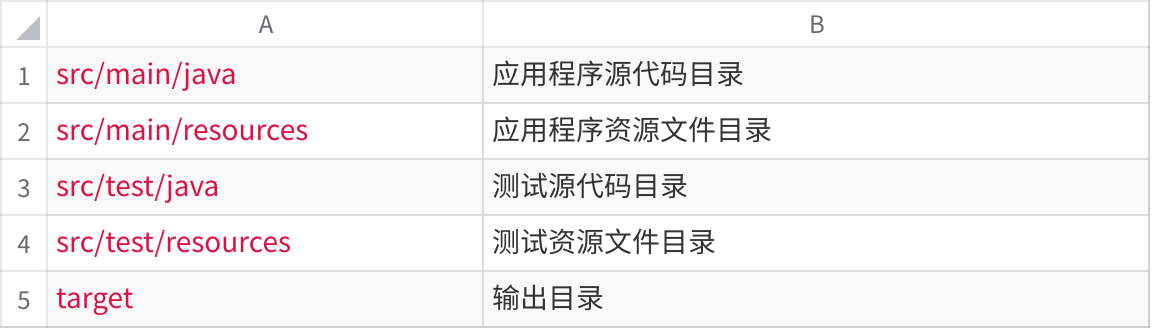 A B
1 src/main/java 应用程序源代码目录
2 src/main/resources 应用程序资源文件目录
3 src/test/java 测试源代码目录
4 src/test/resources 测试资源文件目录
5 target 输出目录